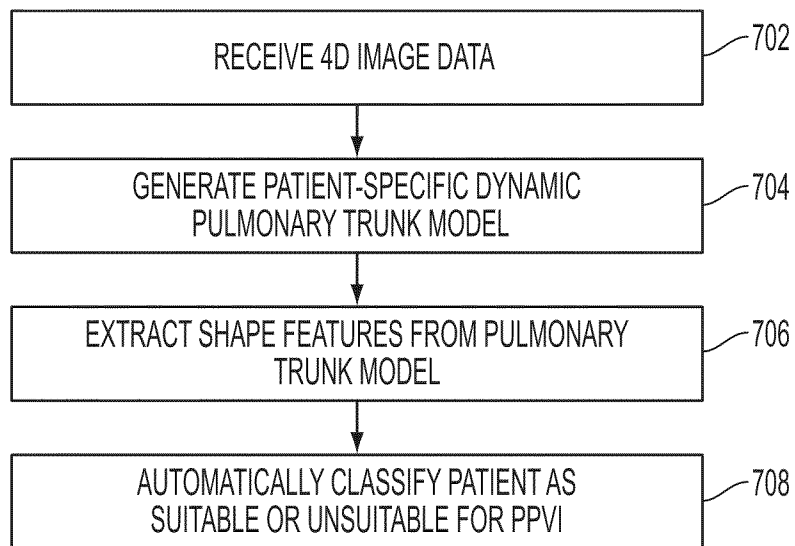 RECEIVE 4D IMAGE DATA
702
GENERATE PATIENT-SPECIFIC DYNAMIC
PULMONARY TRUNK MODEL
704
EXTRACT SHAPE FEATURES FROM PULMONARY
TRUNK MODEL
706
AUTOMATICALLY CLASSIFY PATIENT AS
SUITABLE OR UNSUITABLE FOR PPVI
708